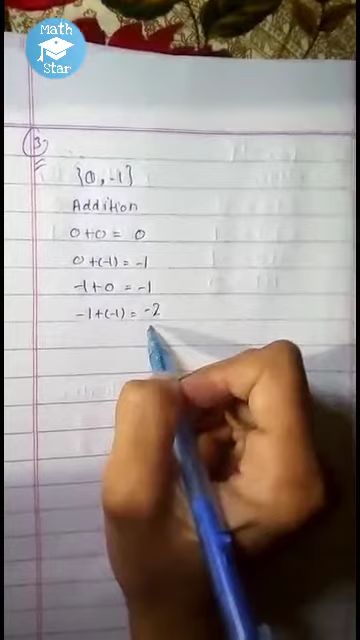 Math
Star
3)
{0, -1}
Addition
0+0 = 0
0+(-1) = -1
-1+0 = -1
-1+(-1) = -2